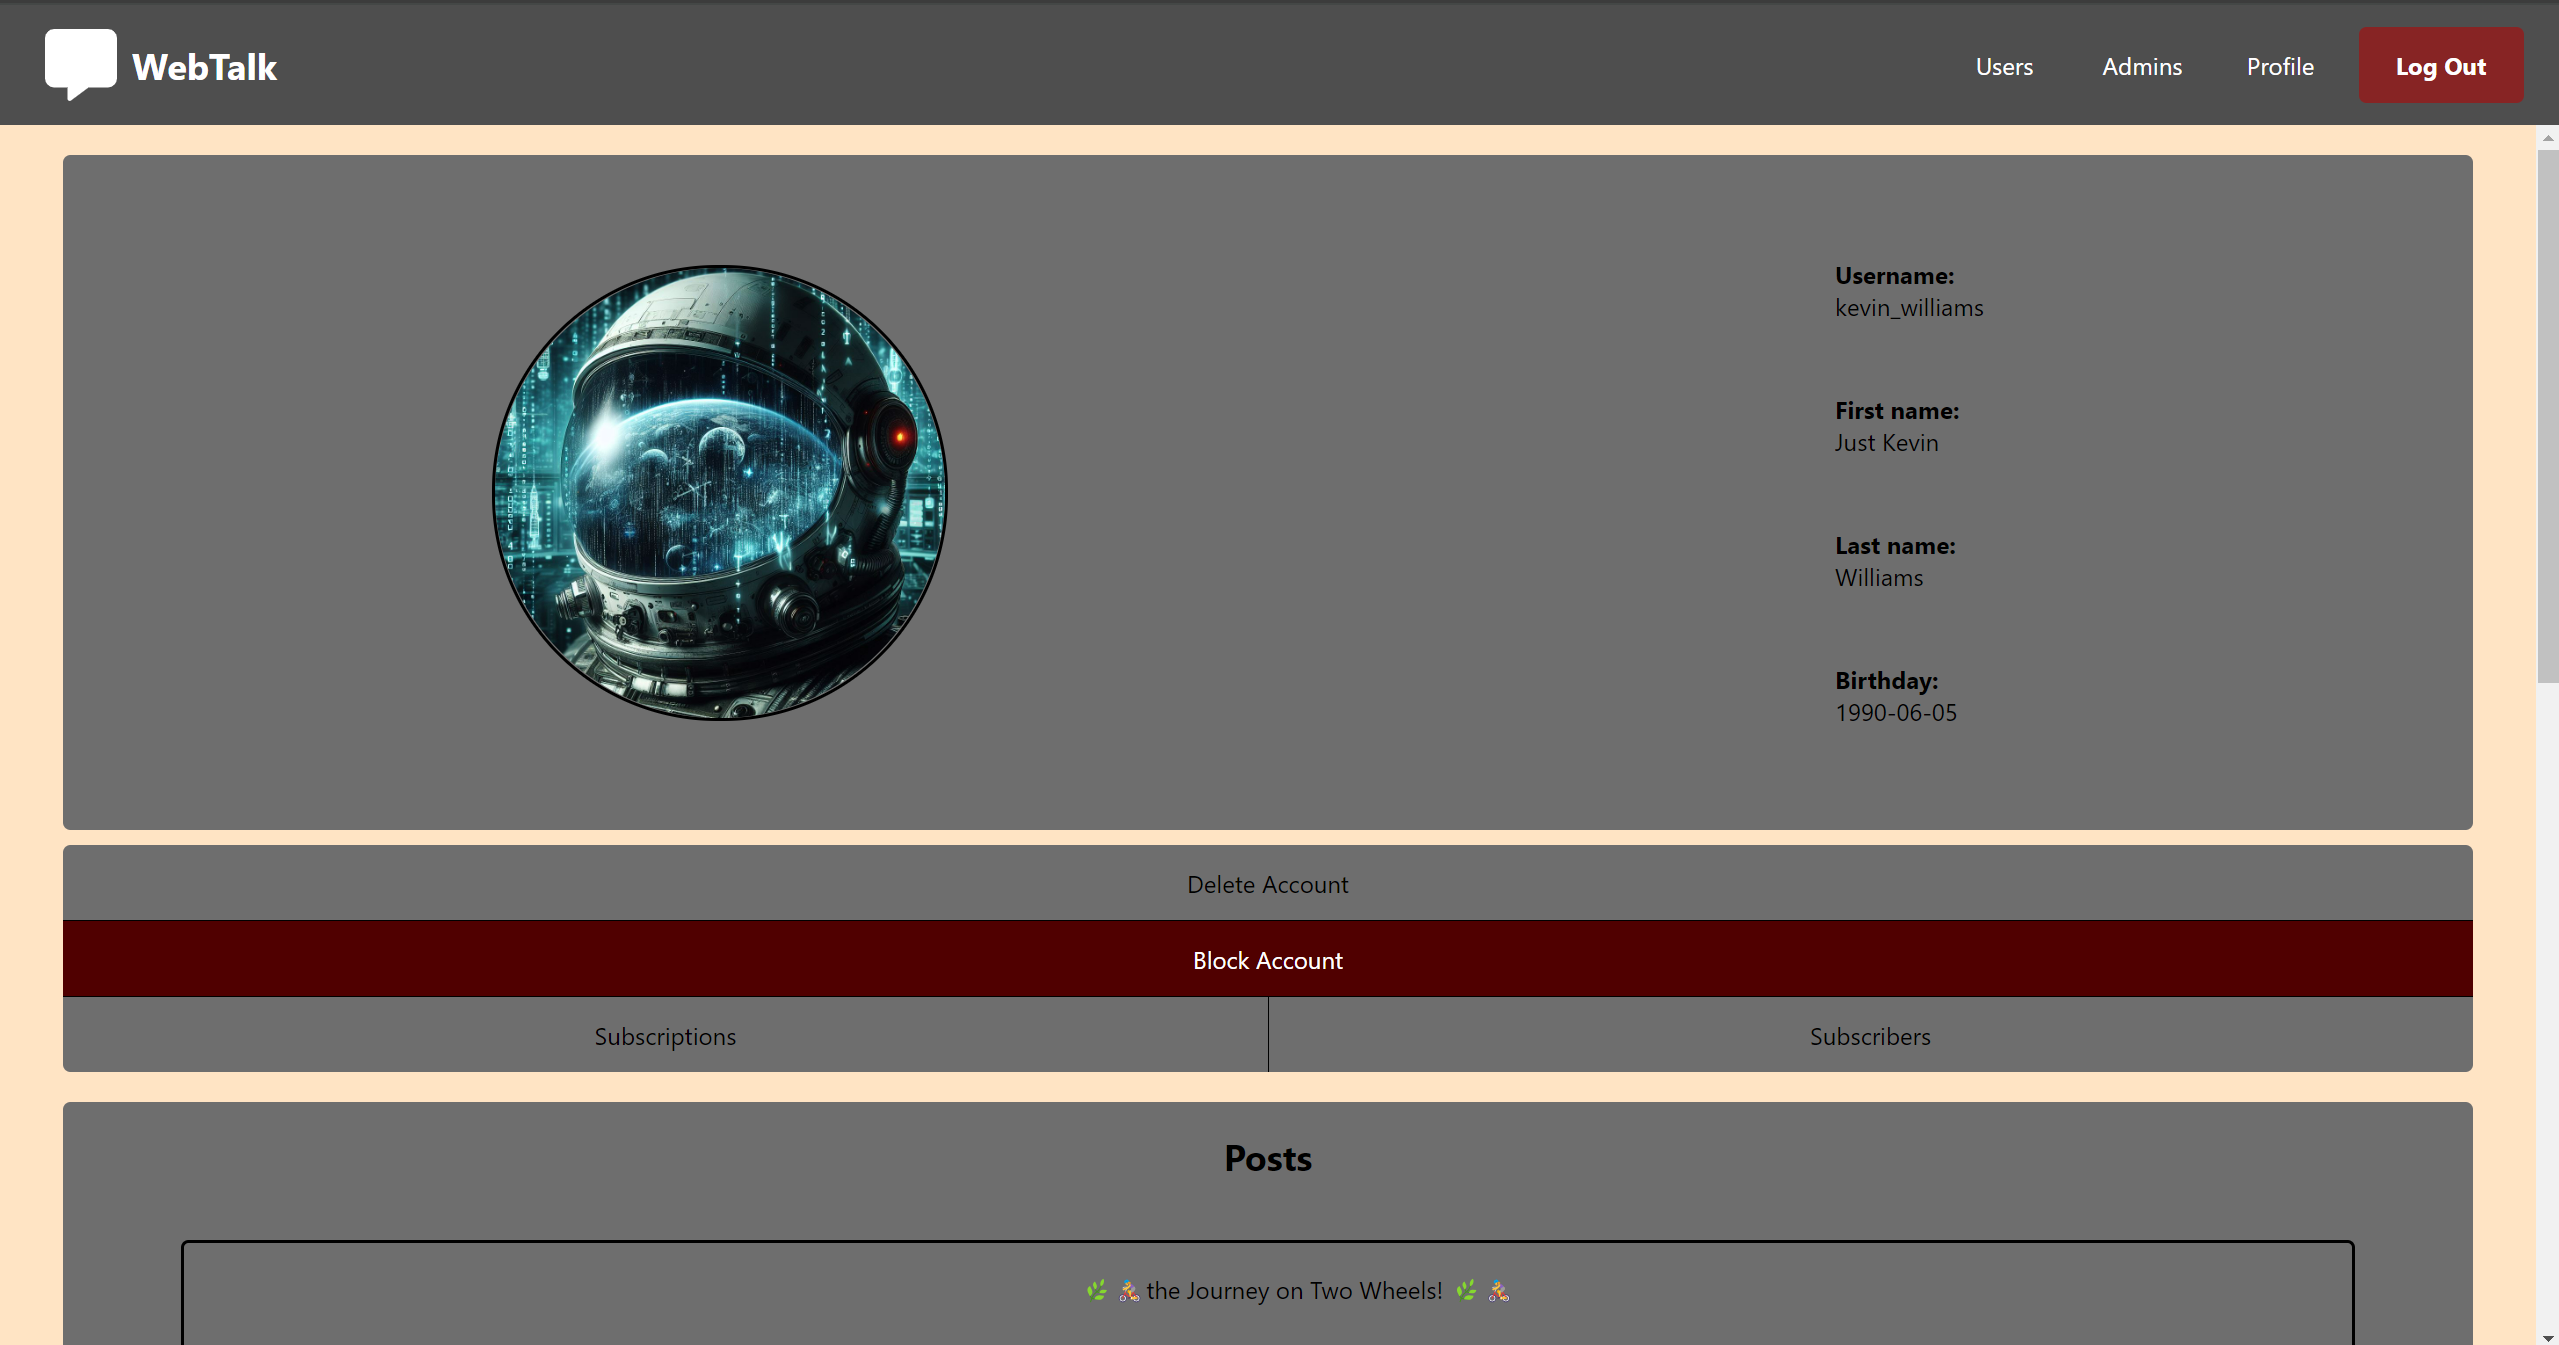 WebTalk
Users
Admins
Profile
Log Out
Username:
kevin_williams
First name:
Just Kevin
Last name:
Williams
Birthday:
1990-06-05
Delete Account
Block Account
Subscriptions
Subscribers
Posts
🌿 🚴‍♀️ the Journey on Two Wheels! 🌿 🚴‍♀️